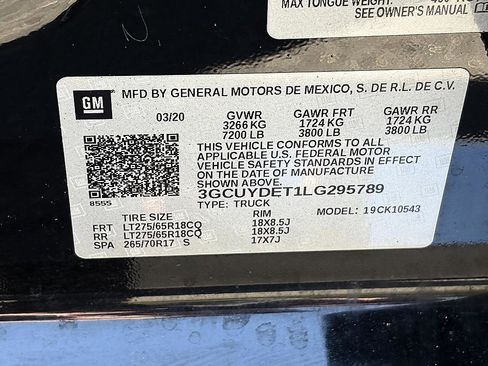 MAX TONGUE WEIGHT:
SEE OWNER'S MANUAL
GM
MFD BY GENERAL MOTORS DE MEXICO, S. DE R.L. DE C.V.
03/20 GVWR GAWR FRT GAWR RR
3266 KG 1724 KG 1724 KG
7200 LB 3800 LB 3800 LB
THIS VEHICLE CONFORMS TO ALL
APPLICABLE U.S. FEDERAL MOTOR
VEHICLE SAFETY STANDARDS IN EFFECT
ON THE DATE OF MANUFACTURE SHOWN ABOVE.
3GCUYDET1LG295789
8555 TYPE: TRUCK
MODEL: 19CK10543
TIRE SIZE RIM
FRT LT275/65R18CQ 18X8.5J
RR LT275/65R18CQ 18X8.5J
SPA 265/70R17 S 17X7J